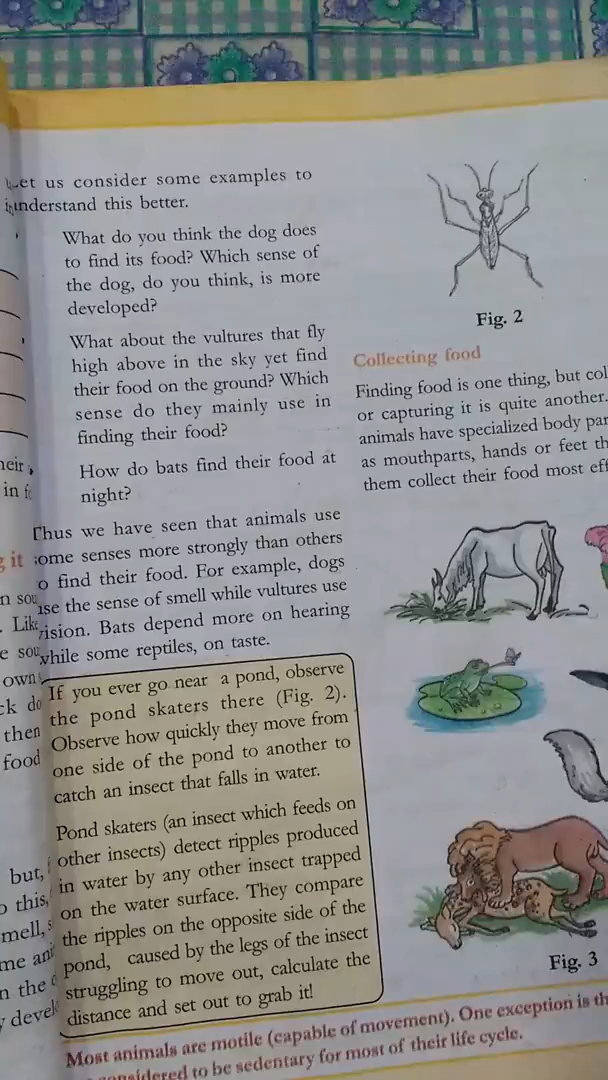 Let us consider some examples to
understand this better.
What do you think the dog does
to find its food? Which sense of
the dog, do you think, is more
developed?
What about the vultures that fly
high above in the sky yet find
their food on the ground? Which
sense do they mainly use in
finding their food?
How do bats find their food at
night?
Thus we have seen that animals use
some senses more strongly than others
to find their food. For example, dogs
use the sense of smell while vultures use
vision. Bats depend more on hearing
while some reptiles, on taste.
If you ever go near a pond, observe
the pond skaters there (Fig. 2).
Observe how quickly they move from
one side of the pond to another to
catch an insect that falls in water.
Pond skaters (an insect which feeds on
other insects) detect ripples produced
in water by any other insect trapped
on the water surface. They compare
the ripples on the opposite side of the
pond, caused by the legs of the insect
struggling to move out, calculate the
distance and set out to grab it!
Fig. 2
Collecting food
Finding food is one thing, but col
or capturing it is quite another.
animals have specialized body par
as mouthparts, hands or feet th
them collect their food most eff
Fig. 3
Most animals are motile (capable of movement). One exception is th
considered to be sedentary for most of their life cycle.